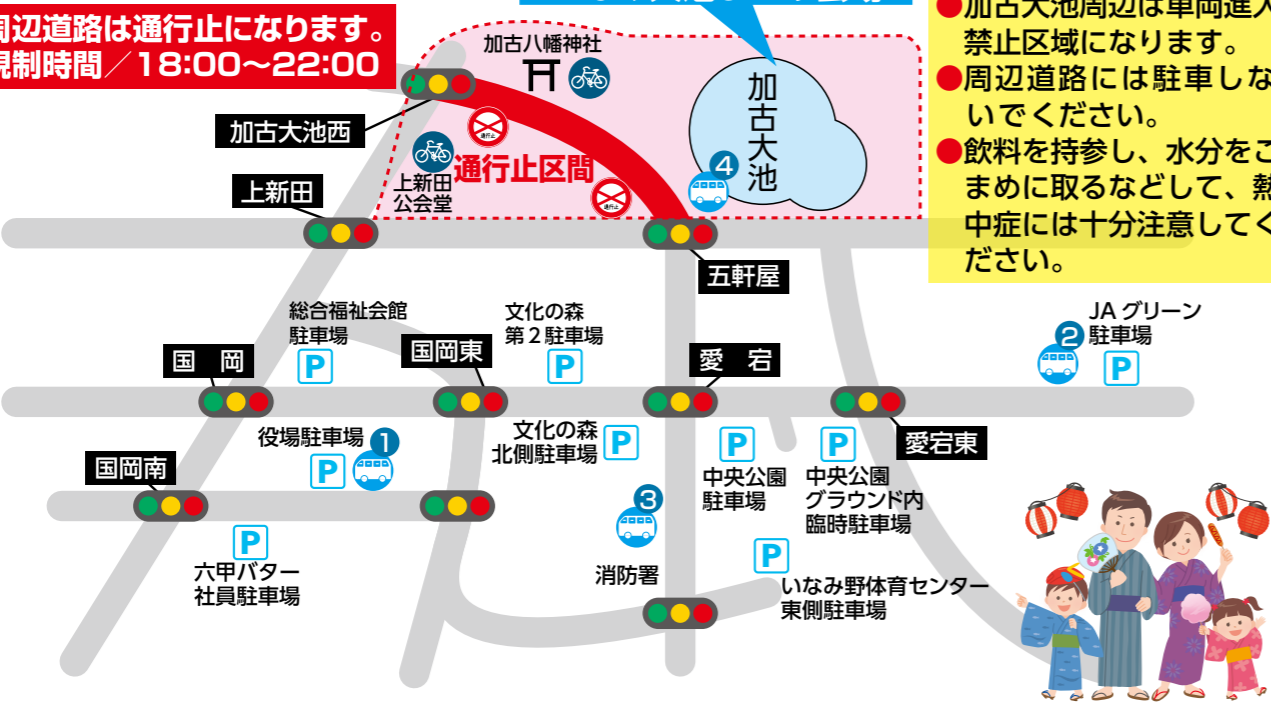 周辺道路は通行止になります。
規制時間／18:00〜22:00
●加古大池周辺は車両進入
禁止区域になります。
●周辺道路には駐車しな
いでください。
●飲料を持参し、水分をこ
まめに取るなどして、熱
中症には十分注意してく
ださい。
加古八幡神社
加古大池西
上新田
公会堂
通行止区間
通行止
通行止
加古大池
4
上新田
五軒屋
総合福祉会館
駐車場
P
文化の森
第２駐車場
P
JA グリーン
駐車場
2
P
国　岡
国岡東
愛　宕
愛宕東
役場駐車場
1
P
文化の森
北側駐車場
P
P
中央公園
駐車場
P
中央公園
グラウンド内
臨時駐車場
国岡南
3
消防署
P
六甲バター
社員駐車場
P
いなみ野体育センター
東側駐車場